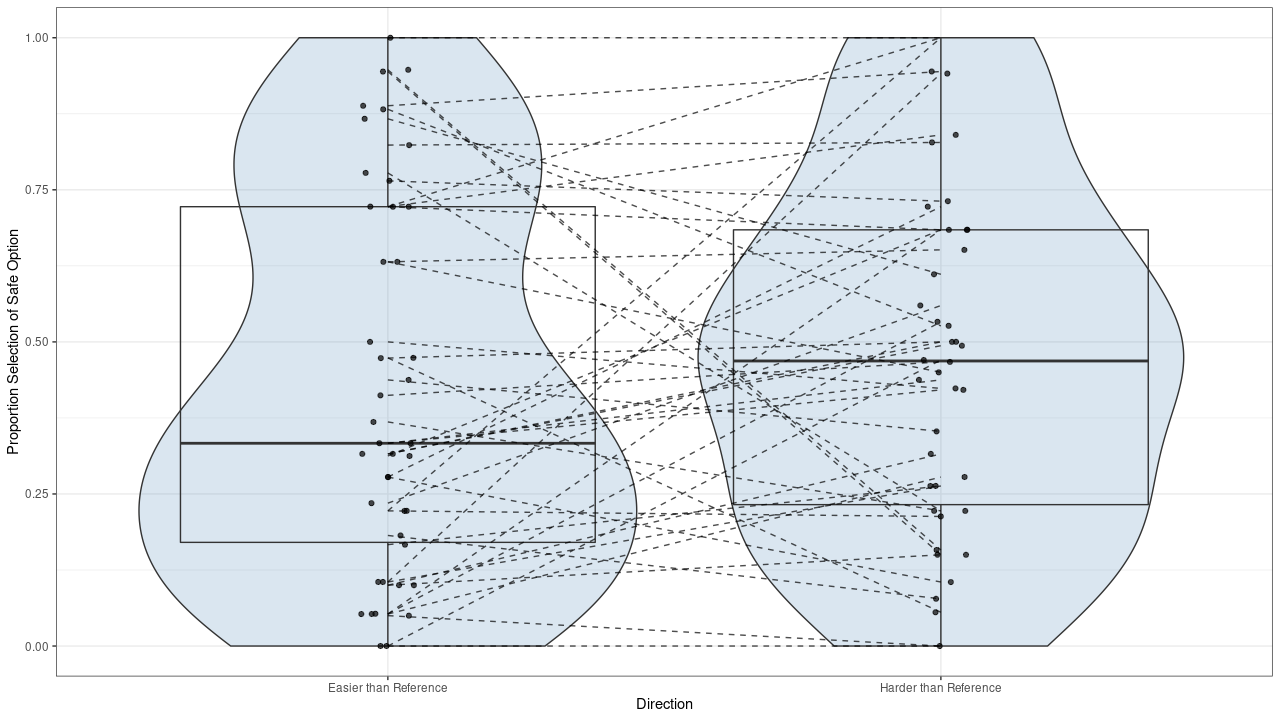 1.00
0.75
0.50
0.25
0.00
Proportion Selection of Safe Option
Easier than Reference
Harder than Reference
Direction